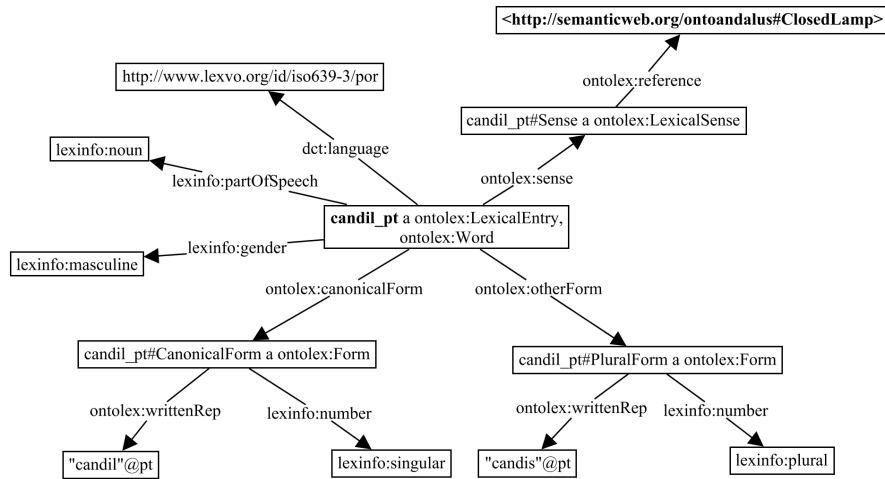 <http://semanticweb.org/ontoandalus#ClosedLamp>
http://www.lexvo.org/id/iso639-3/por
ontolex:reference
candil_pt#Sense a ontolex:LexicalSense
lexinfo:noun
dct:language
lexinfo:partOfSpeech
ontolex:sense
candil_pt a ontolex:LexicalEntry,
ontolex:Word
lexinfo:gender
lexinfo:masculine
ontolex:canonicalForm
ontolex:otherForm
candil_pt#CanonicalForm a ontolex:Form
candil_pt#PluralForm a ontolex:Form
ontolex:writtenRep
lexinfo:number
ontolex:writtenRep
lexinfo:number
"candil"@pt
lexinfo:singular
"candis"@pt
lexinfo:plural